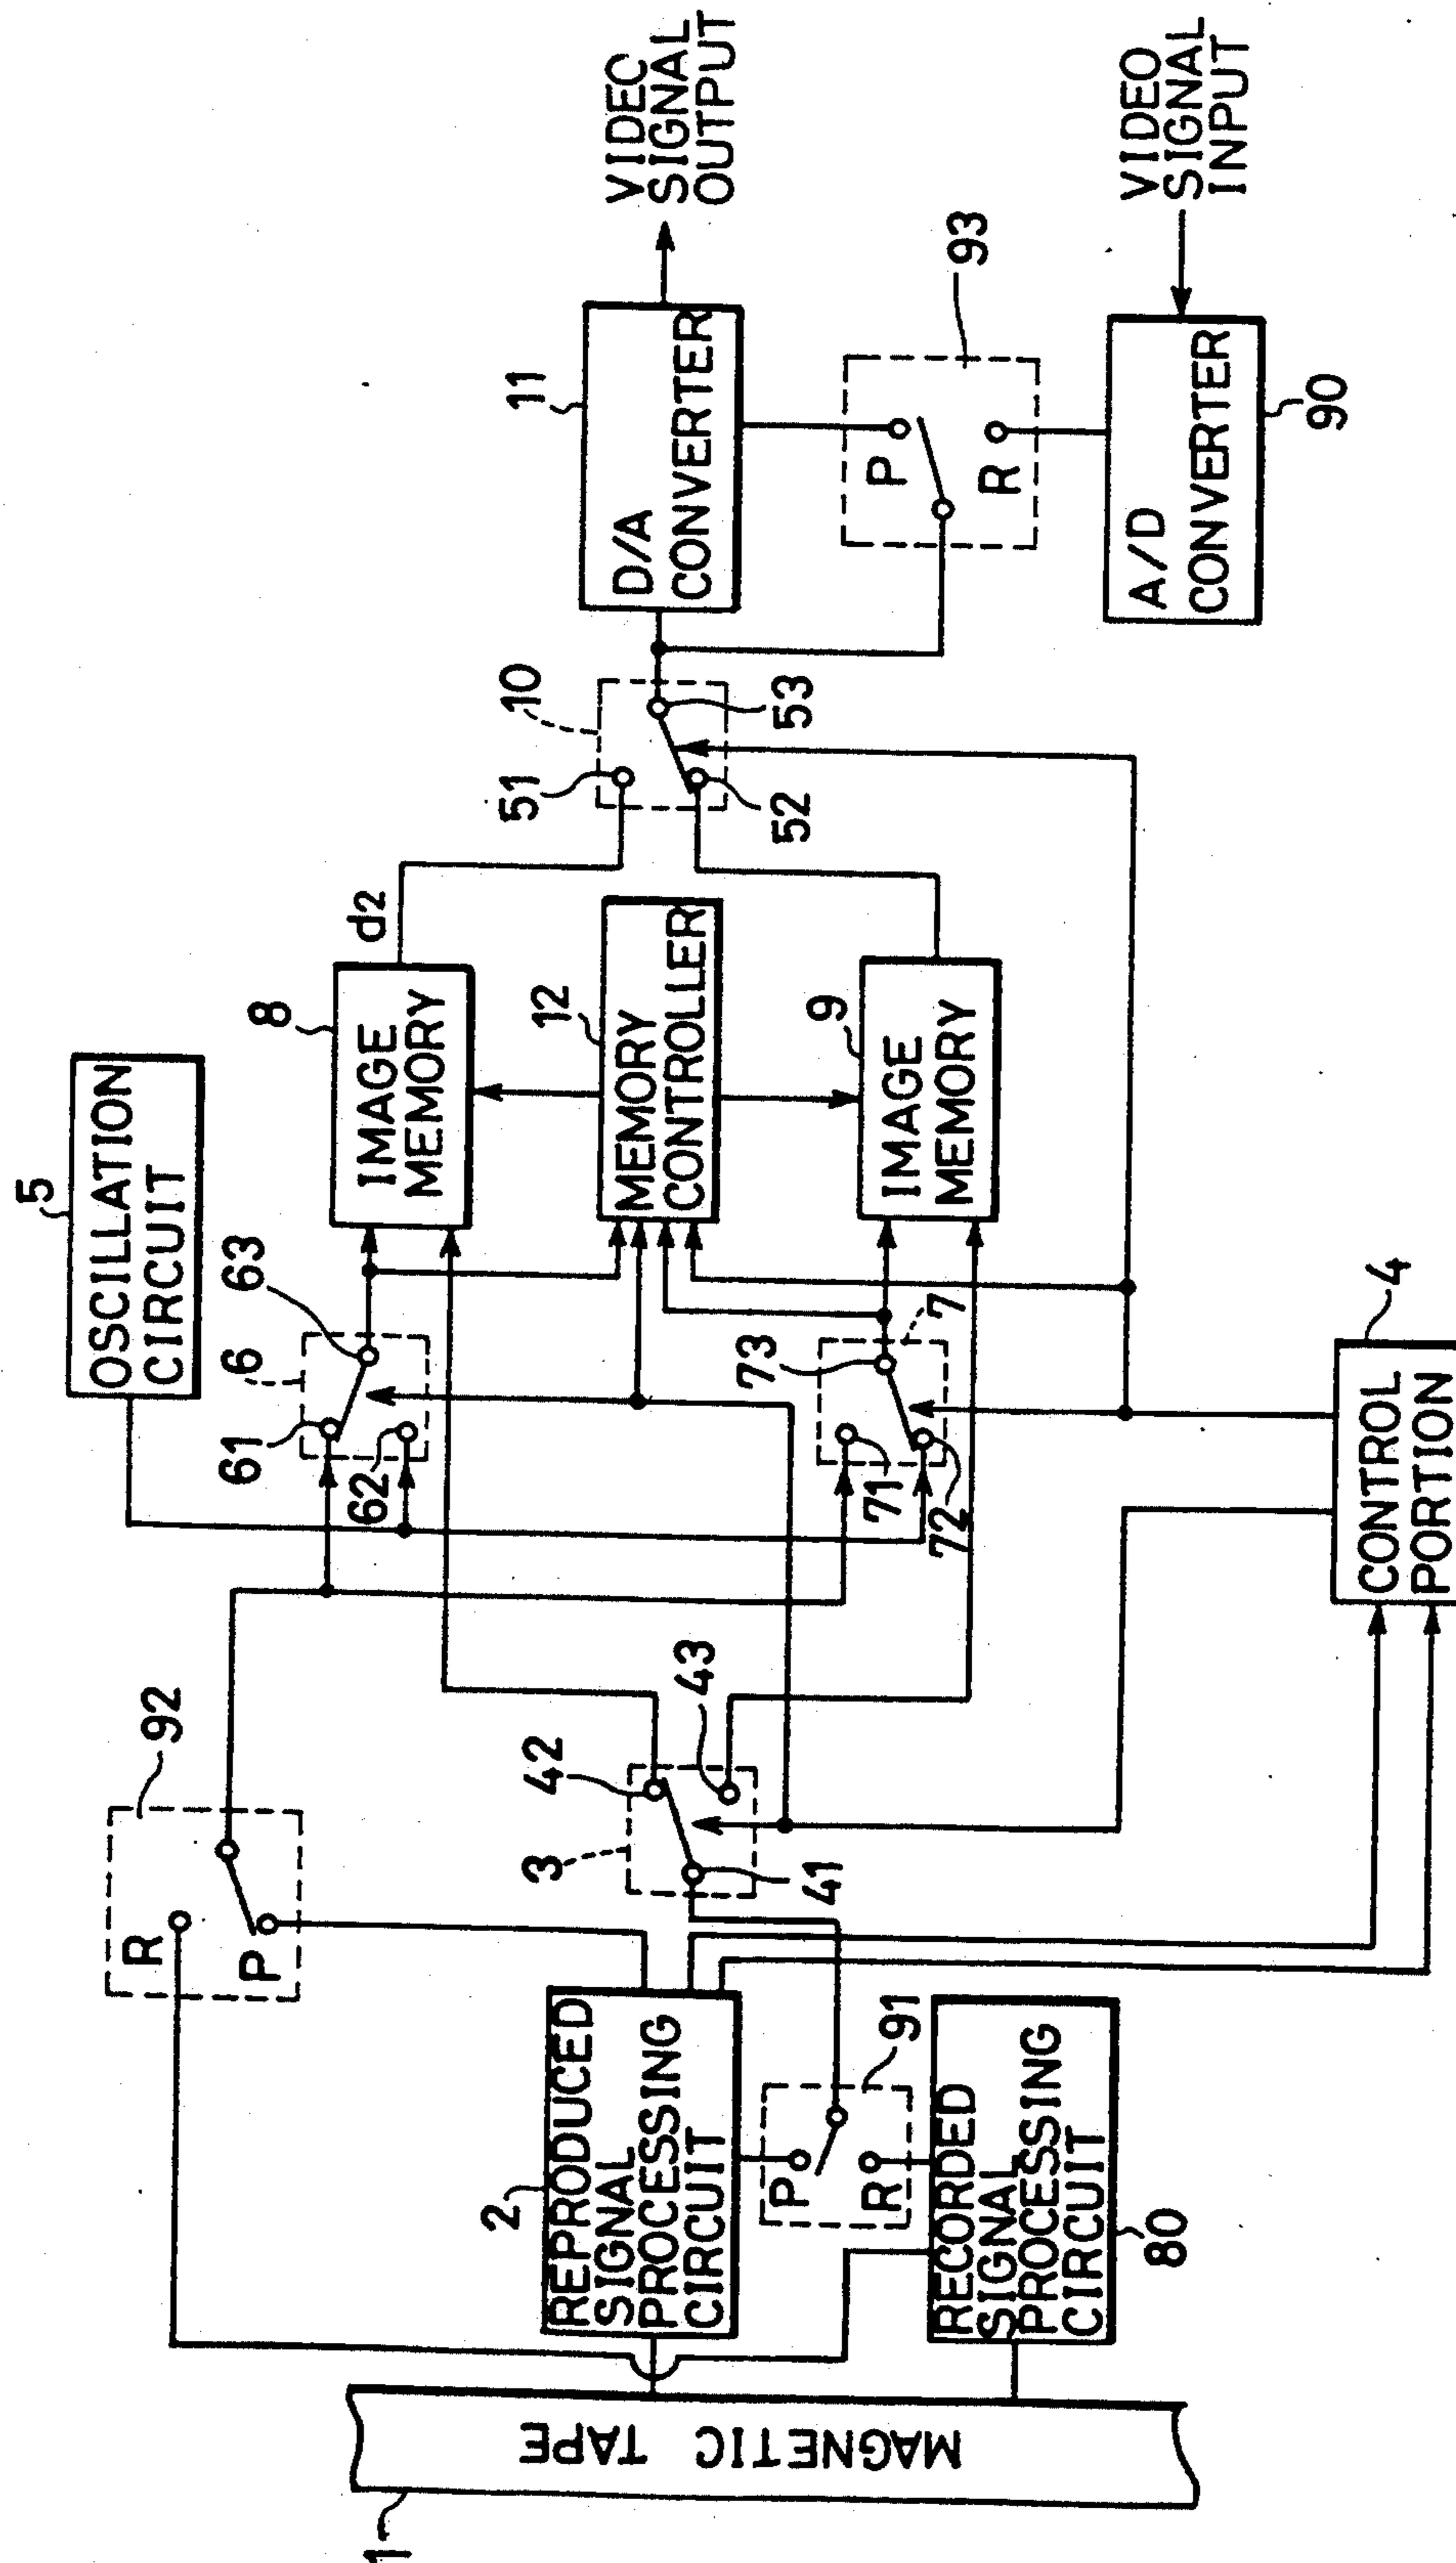 5
OSCILLATION
CIRCUIT
92
R
P
6
61
62
63
8
IMAGE
MEMORY
d2
51
10
53
52
11
D/A
CONVERTER
VIDEC
SIGNAL
OUTPUT
12
MEMORY
CONTROLLER
3
42
43
41
2
REPRODUCED
SIGNAL
PROCESSING
CIRCUIT
P
R
91
RECORDED
SIGNAL
PROCESSING
CIRCUIT
80
1
MAGNETIC TAPE
7
73
71
72
9
IMAGE
MEMORY
P
R
93
A/D
CONVERTER
90
VIDEO
SIGNAL
INPUT
4
CONTROL
PORTION